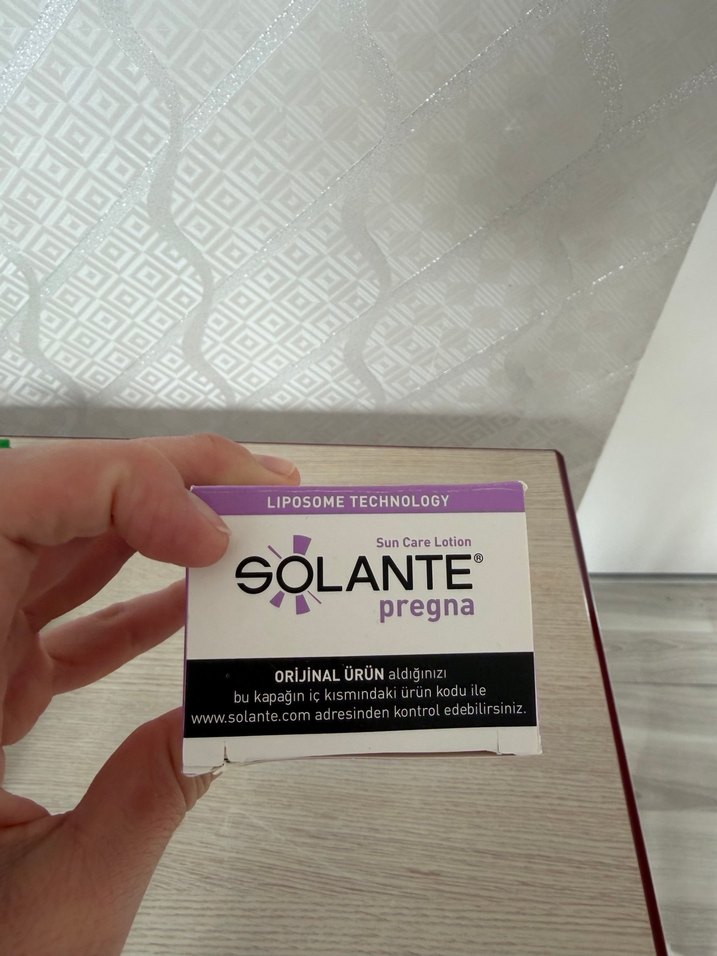 LIPOSOME TECHNOLOGY
Sun Care Lotion
SOLANTE®
pregna
ORİJİNAL ÜRÜN aldığınızı
bu kapağın iç kısmındaki ürün kodu ile
www.solante.com adresinden kontrol edebilirsiniz.